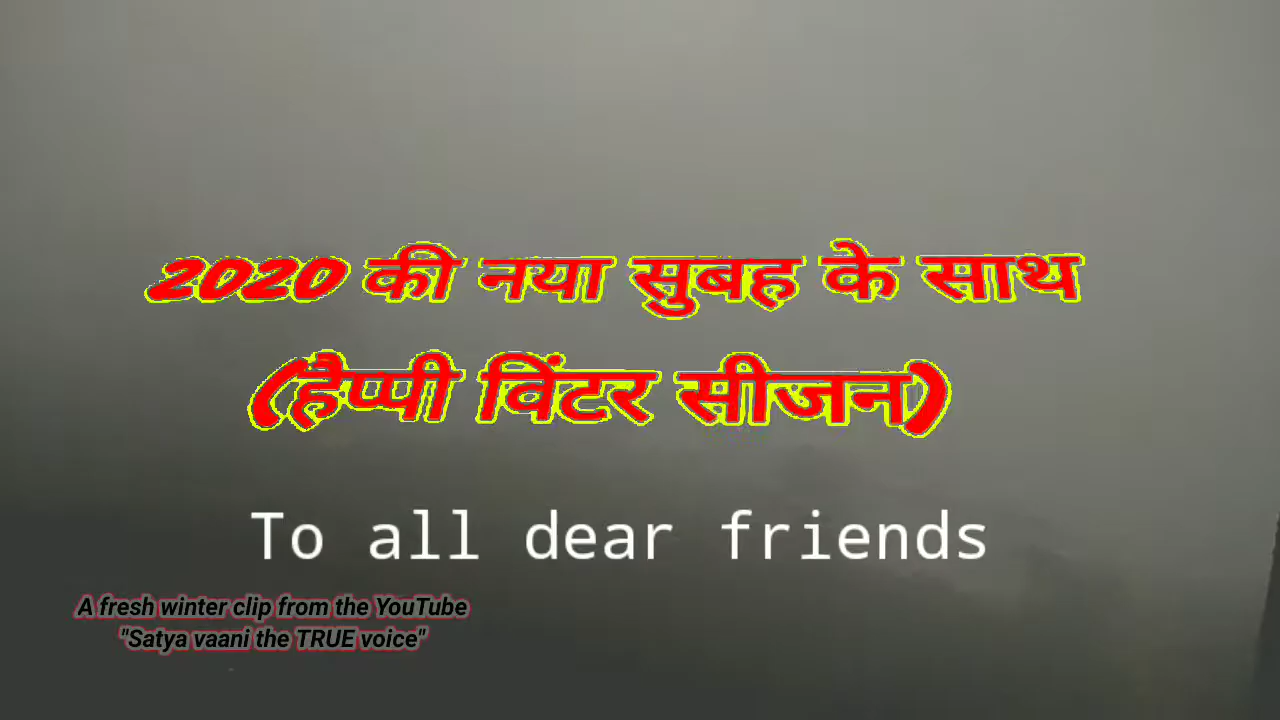 2020 की नया सुबह के साथ
(हैप्पी विंटर सीजन)
To all dear friends
A fresh winter clip from the YouTube
"Satya vaani the TRUE voice"